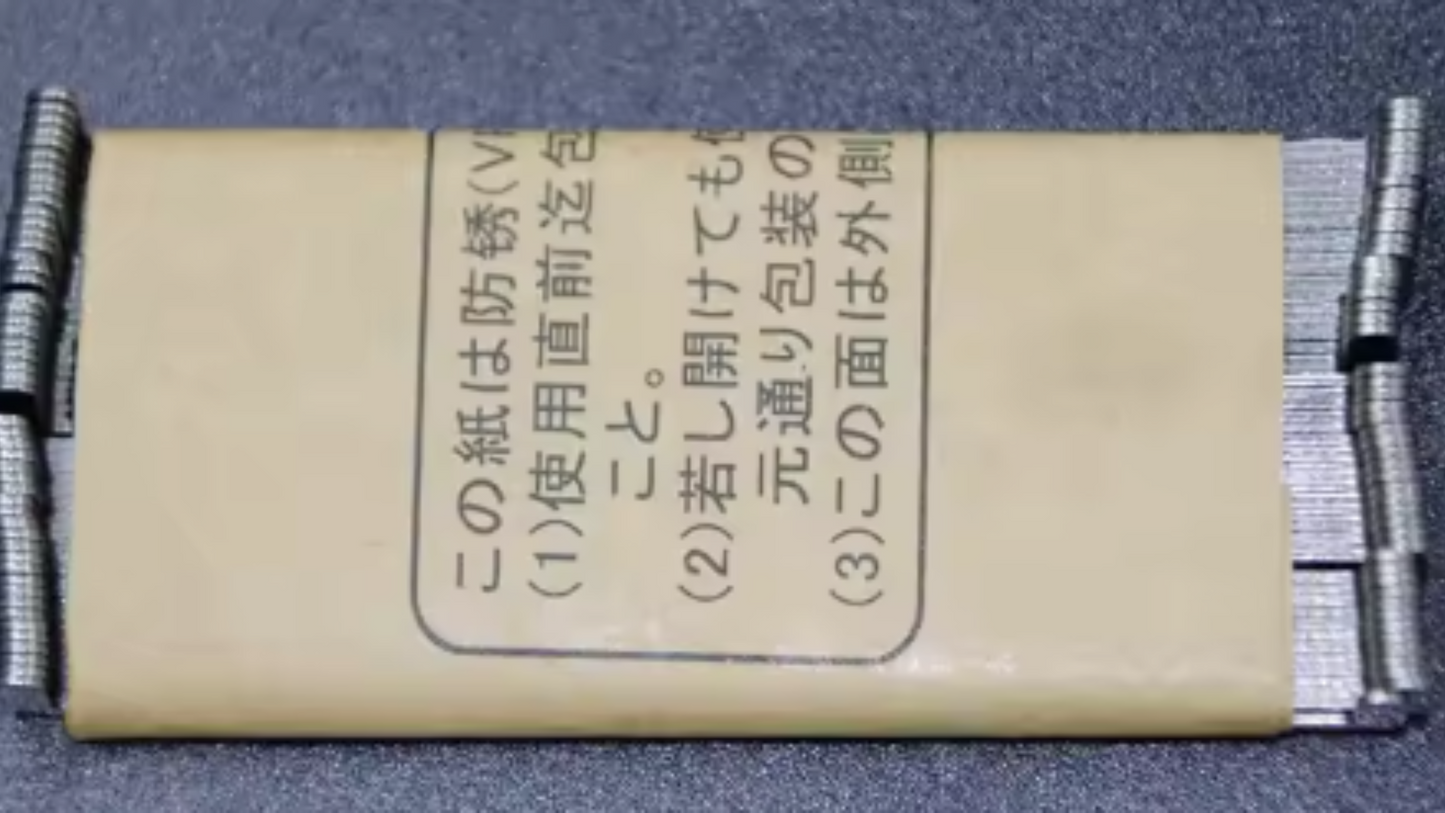 この紙は防锈(V
(1)使用直前迄包
こと。
(2)若し開けても
元通り包装の
(3)この面は外側